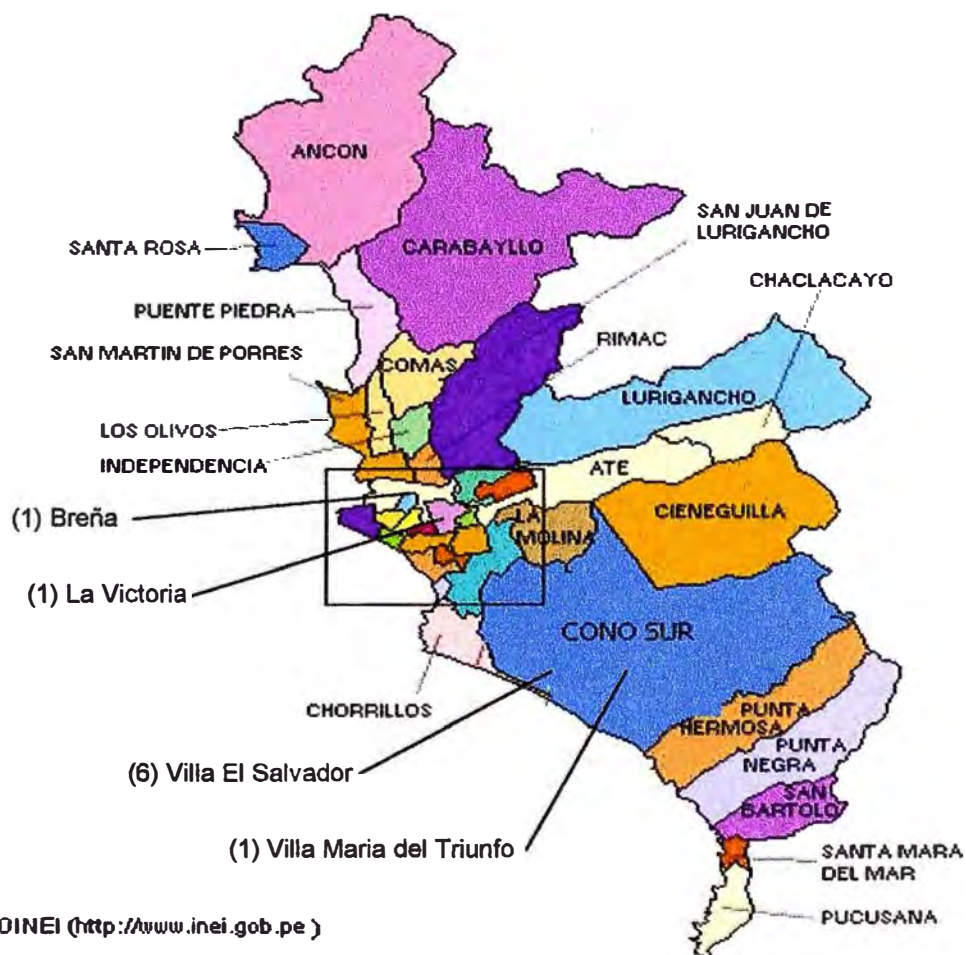 ANCON
SAN JUAN DE
LURIGANCHO
SANTA ROSA
CARABAYLLO
CHACLACAYO
PUENTE PIEDRA
RIMAC
SAN MARTIN DE PORRES
COMAS
LURIGANCHO
LOS OLIVOS
INDEPENDENCIA
ATE
(1) Breña
LA
MOLINA
CIENEGUILLA
(1) La Victoria
CONO SUR
CHORRILLOS
PUNTA
HERMOSA
PUNTA
NEGRA
(6) Villa El Salvador
SAN
BARTOLO
(1) Villa Maria del Triunfo
SANTA MARA
DEL MAR
PUCUSANA
OINEI (http://www.inei.gob.pe )